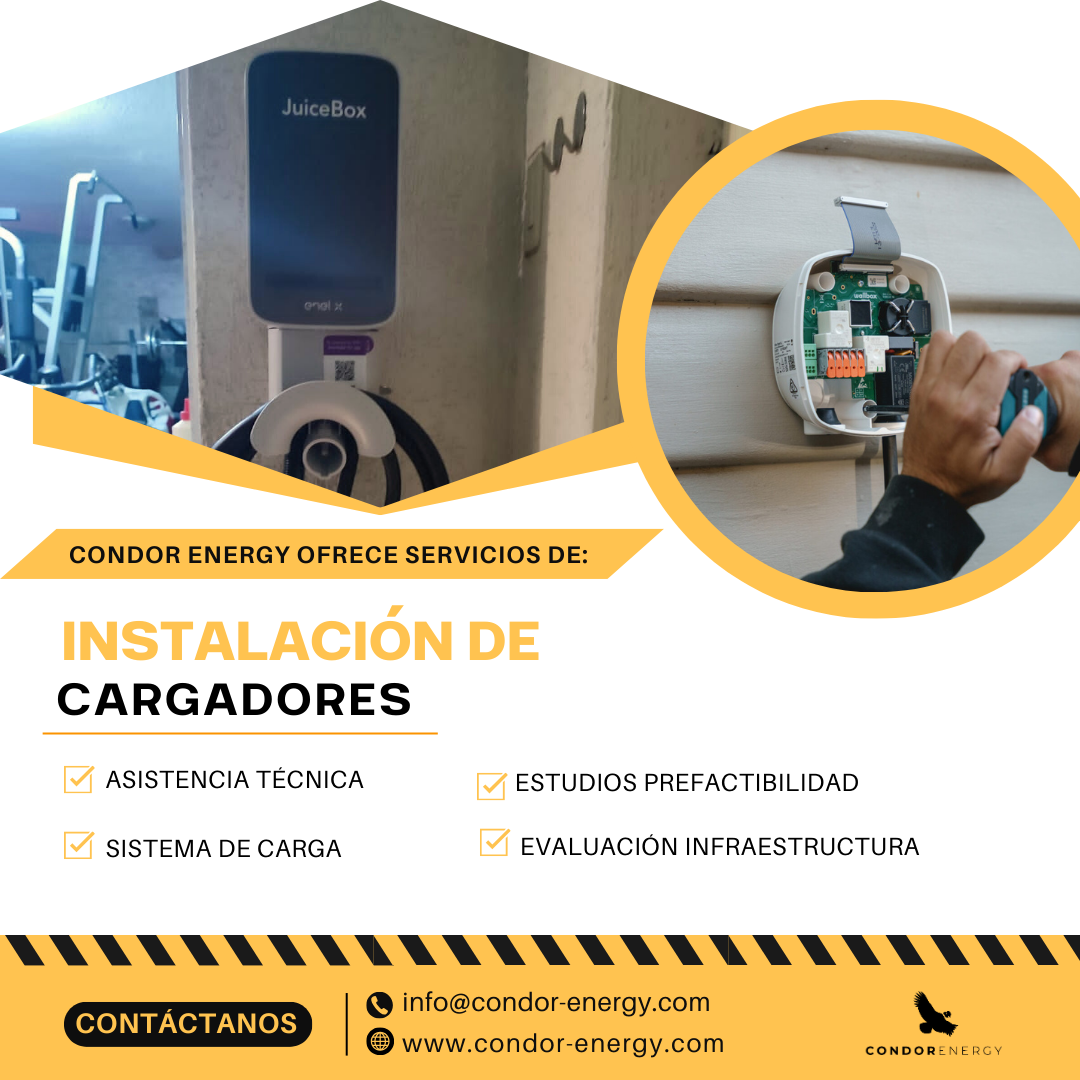 JuiceBox
enel x
wallbox
CONDOR ENERGY OFRECE SERVICIOS DE:
INSTALACIÓN DE
CARGADORES
ASISTENCIA TÉCNICA
ESTUDIOS PREFACTIBILIDAD
SISTEMA DE CARGA
EVALUACIÓN INFRAESTRUCTURA
CONTÁCTANOS
info@condor-energy.com
www.condor-energy.com
CONDORENERGY